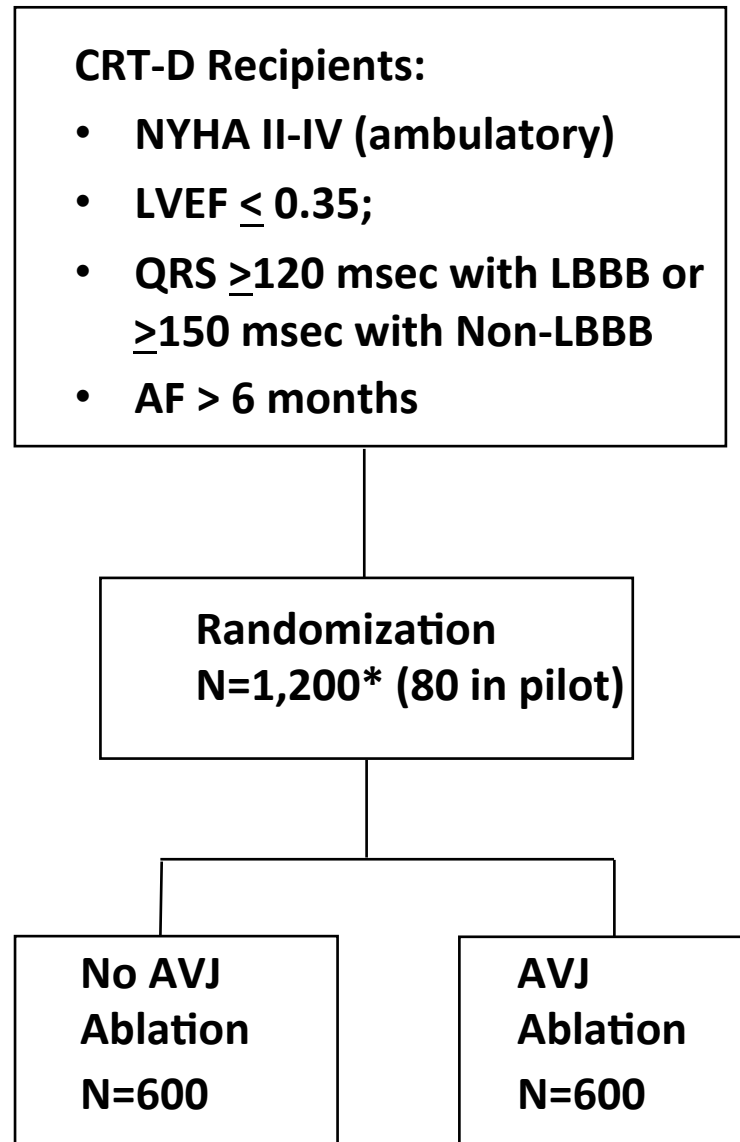 CRT-D Recipients:
• NYHA II-IV (ambulatory)
• LVEF ≤ 0.35;
• QRS ≥120 msec with LBBB or
≥150 msec with Non-LBBB
• AF > 6 months
Randomization
N=1,200* (80 in pilot)
No AVJ
Ablation
N=600
AVJ
Ablation
N=600